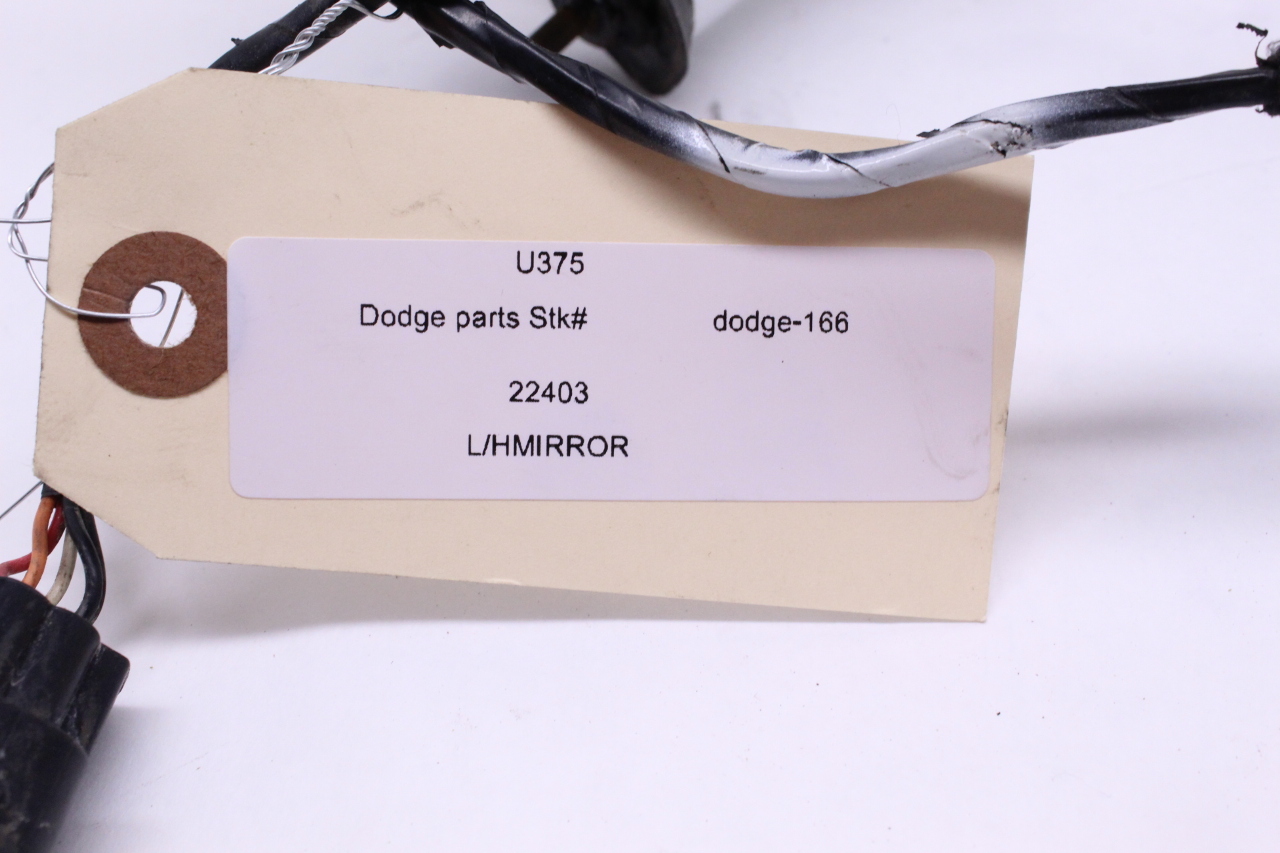 U375
Dodge parts Stk# dodge-166
22403
L/HMIRROR